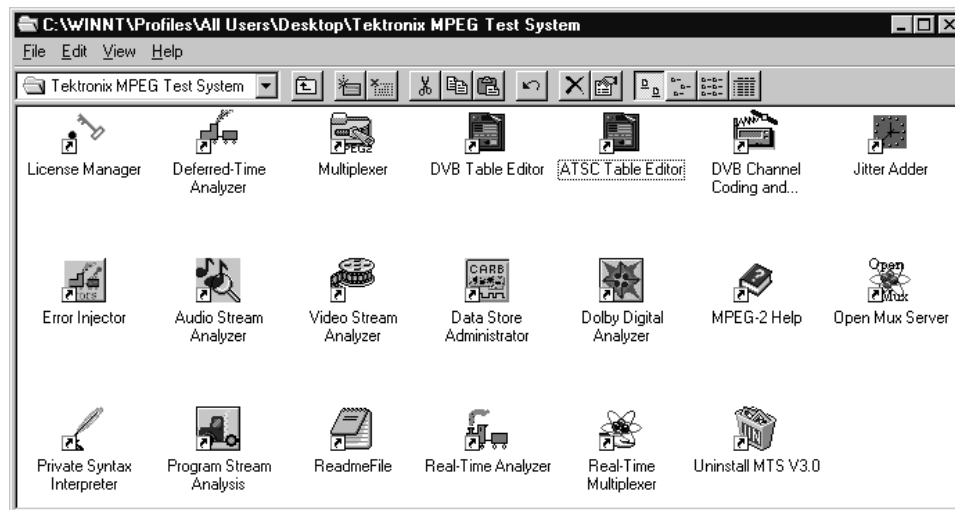 C:\WINNT\Profiles\All Users\Desktop\Tektronix MPEG Test System
File Edit View Help
Tektronix MPEG Test System
License Manager
Deferred-Time
Analyzer
Multiplexer
DVB Table Editor
ATSC Table Editor
DVB Channel
Coding and...
Jitter Adder
Error Injector
Audio Stream
Analyzer
Video Stream
Analyzer
CARB
Data Store
Administrator
Dolby Digital
Analyzer
MPEG-2 Help
Open
Mux
Open Mux Server
Private Syntax
Interpreter
Program Stream
Analysis
ReadmeFile
Real-Time Analyzer
Real-Time
Multiplexer
Uninstall MTS V3.0